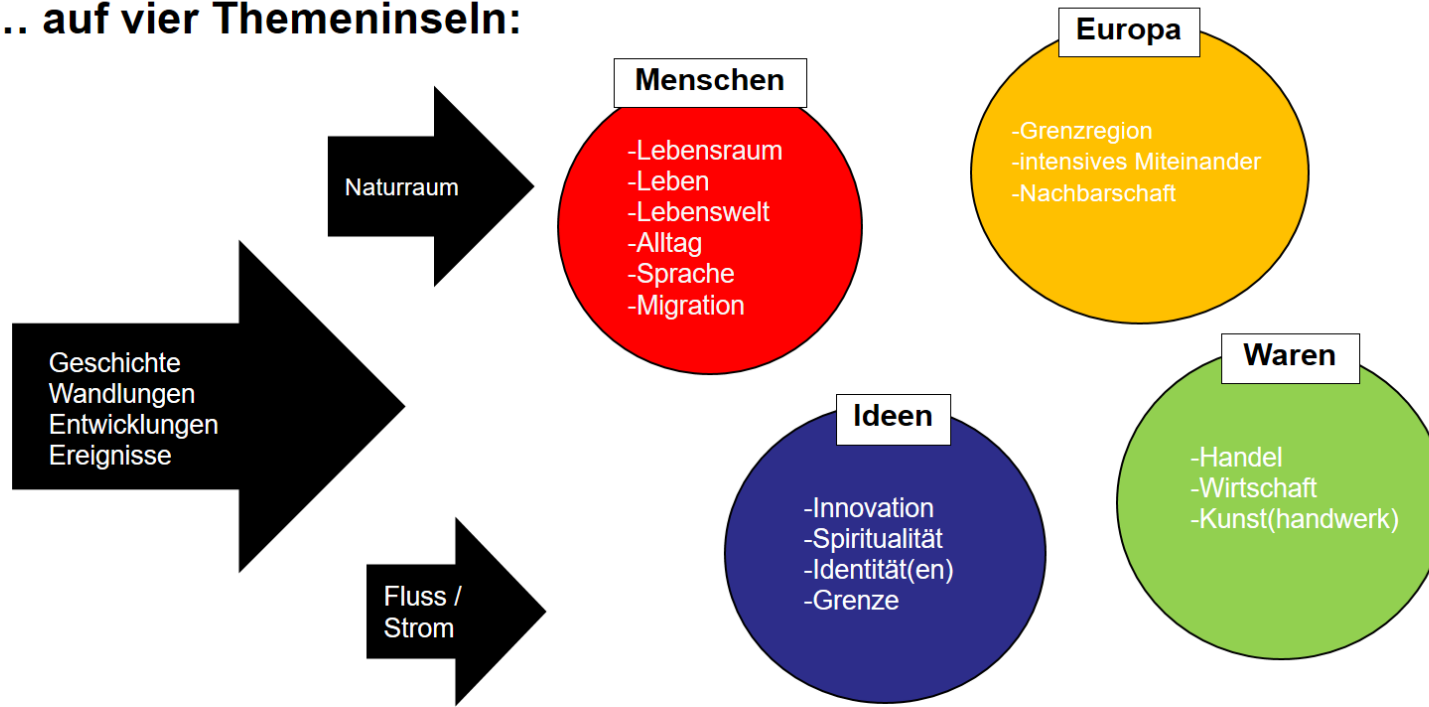 .. auf vier Themeninseln:
Naturraum
Geschichte
Wandlungen
Entwicklungen
Ereignisse
Fluss /
Strom
Menschen
-Lebensraum
-Leben
-Lebenswelt
-Alltag
-Sprache
-Migration
Europa
-Grenzregion
-intensives Miteinander
-Nachbarschaft
Ideen
-Innovation
-Spiritualität
-Identität(en)
-Grenze
Waren
-Handel
-Wirtschaft
-Kunst(handwerk)